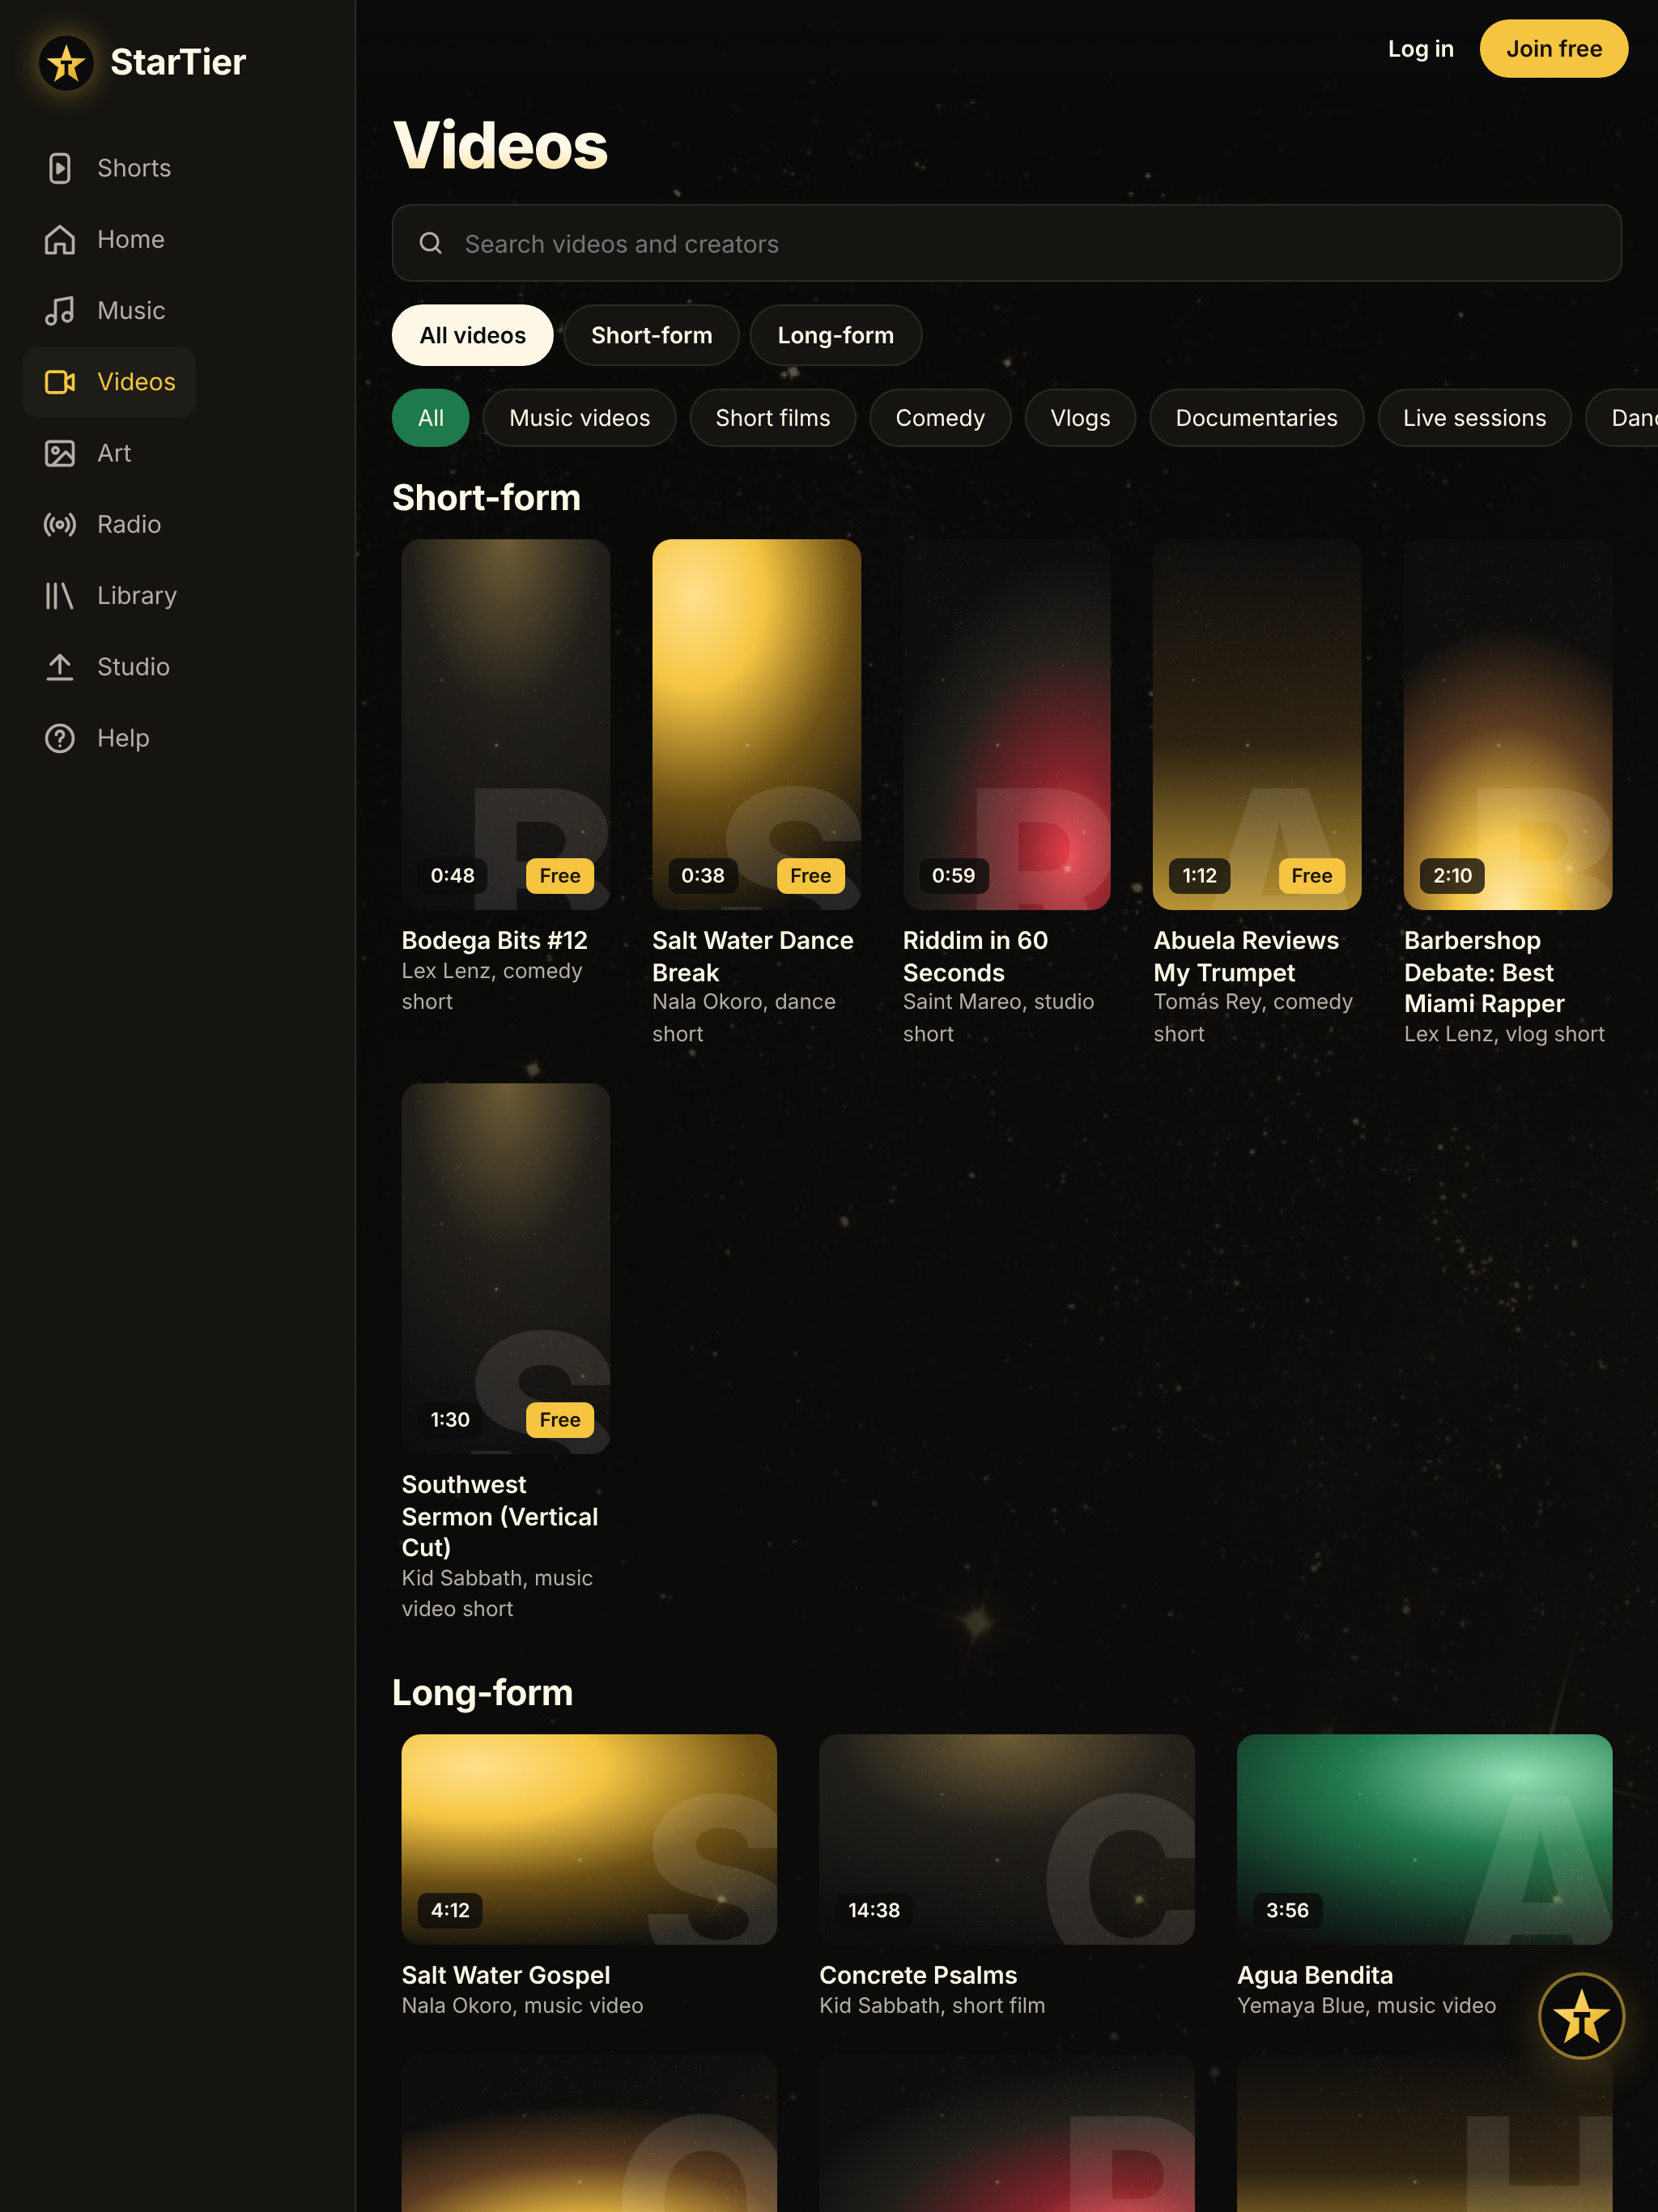 StarTier
Log in
Join free
Shorts
Home
Music
Videos
Art
Radio
Library
Studio
Help
Videos
Search videos and creators
All videos
Short-form
Long-form
All
Music videos
Short films
Comedy
Vlogs
Documentaries
Live sessions
Danc
Short-form
B
0:48
Free
Bodega Bits #12
Lex Lenz, comedy
short
S
0:38
Free
Salt Water Dance
Break
Nala Okoro, dance
short
R
0:59
Riddim in 60
Seconds
Saint Mareo, studio
short
A
1:12
Free
Abuela Reviews
My Trumpet
Tomás Rey, comedy
short
B
2:10
Barbershop
Debate: Best
Miami Rapper
Lex Lenz, vlog short
S
1:30
Free
Southwest
Sermon (Vertical
Cut)
Kid Sabbath, music
video short
Long-form
S
4:12
Salt Water Gospel
Nala Okoro, music video
C
14:38
Concrete Psalms
Kid Sabbath, short film
A
3:56
Agua Bendita
Yemaya Blue, music video
T
H